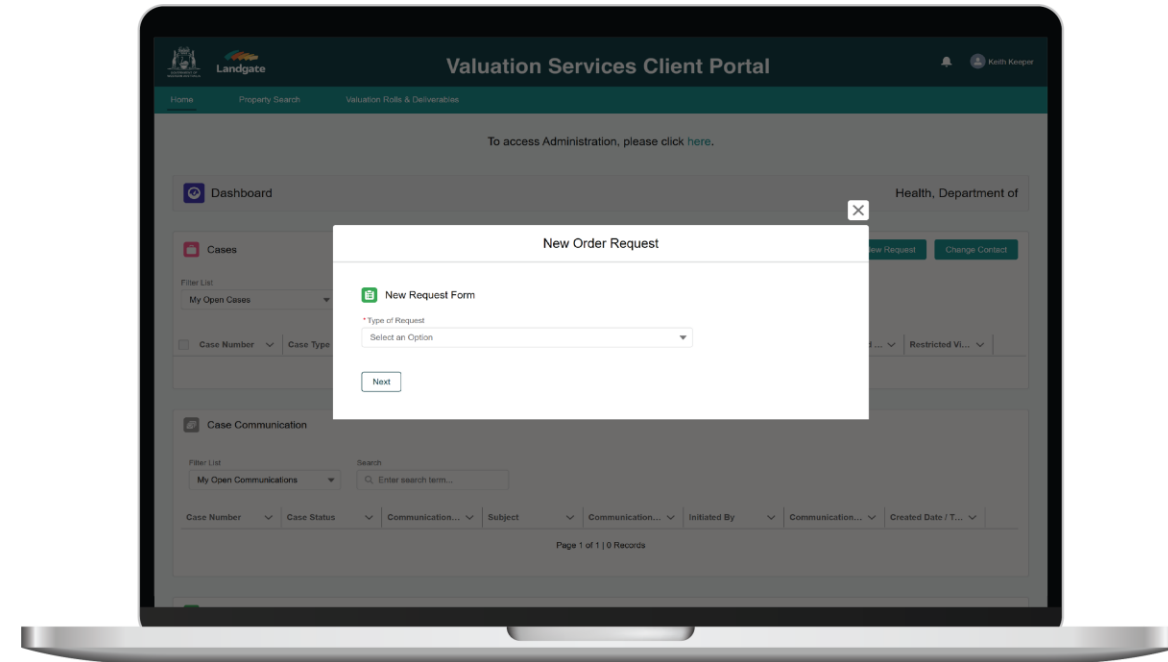 Landgate
Valuation Services Client Portal
Keith Keeper
Home Property Search Valuation Rolls & Deliverables
To access Administration, please click here.
Dashboard Health, Department of
Cases
New Order Request
New Request Change Contact
Filter List
My Open Cases
New Request Form
*Type of Request
Select an Option
Case Number Case Type
Restricted Vi...
Next
Case Communication
Filter List Search
My Open Communications Enter search term...
Case Number Case Status Communication... Subject Communication... Initiated By Communication... Created Date / T...
Page 1 of 1 | 0 Records